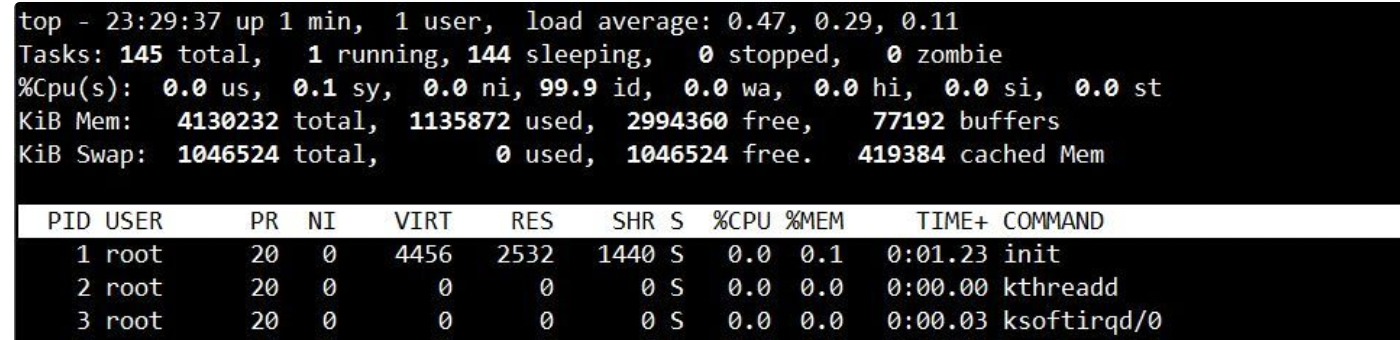 top - 23:29:37 up 1 min,  1 user,  load average: 0.47, 0.29, 0.11
Tasks: 145 total,   1 running, 144 sleeping,   0 stopped,   0 zombie
%Cpu(s):  0.0 us,  0.1 sy,  0.0 ni, 99.9 id,  0.0 wa,  0.0 hi,  0.0 si,  0.0 st
KiB Mem:   4130232 total,  1135872 used,  2994360 free,    77192 buffers
KiB Swap:  1046524 total,        0 used,  1046524 free.   419384 cached Mem
PID USER      PR  NI    VIRT    RES    SHR S  %CPU %MEM     TIME+ COMMAND
1 root      20   0    4456   2532   1440 S   0.0  0.1   0:01.23 init
2 root      20   0       0      0      0 S   0.0  0.0   0:00.00 kthreadd
3 root      20   0       0      0      0 S   0.0  0.0   0:00.03 ksoftirqd/0